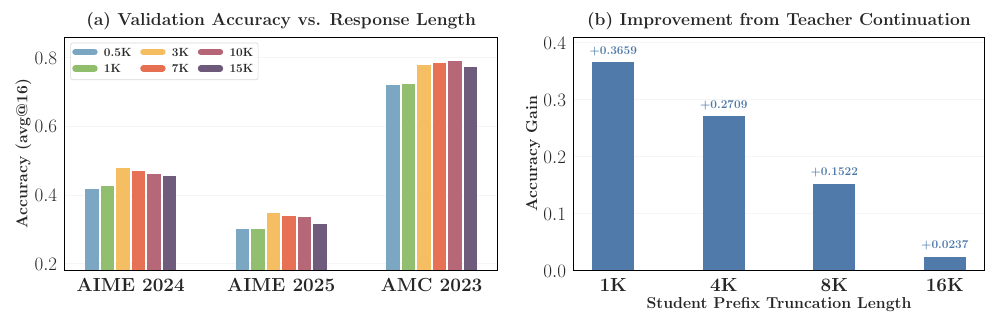 (a) Validation Accuracy vs. Response Length
0.5K 3K 10K
1K 7K 15K
0.8
0.6
0.4
0.2
Accuracy (avg@16)
AIME 2024 AIME 2025 AMC 2023
(b) Improvement from Teacher Continuation
0.4
0.3
0.2
0.1
0.0
Accuracy Gain
+0.3659
+0.2709
+0.1522
+0.0237
1K 4K 8K 16K
Student Prefix Truncation Length